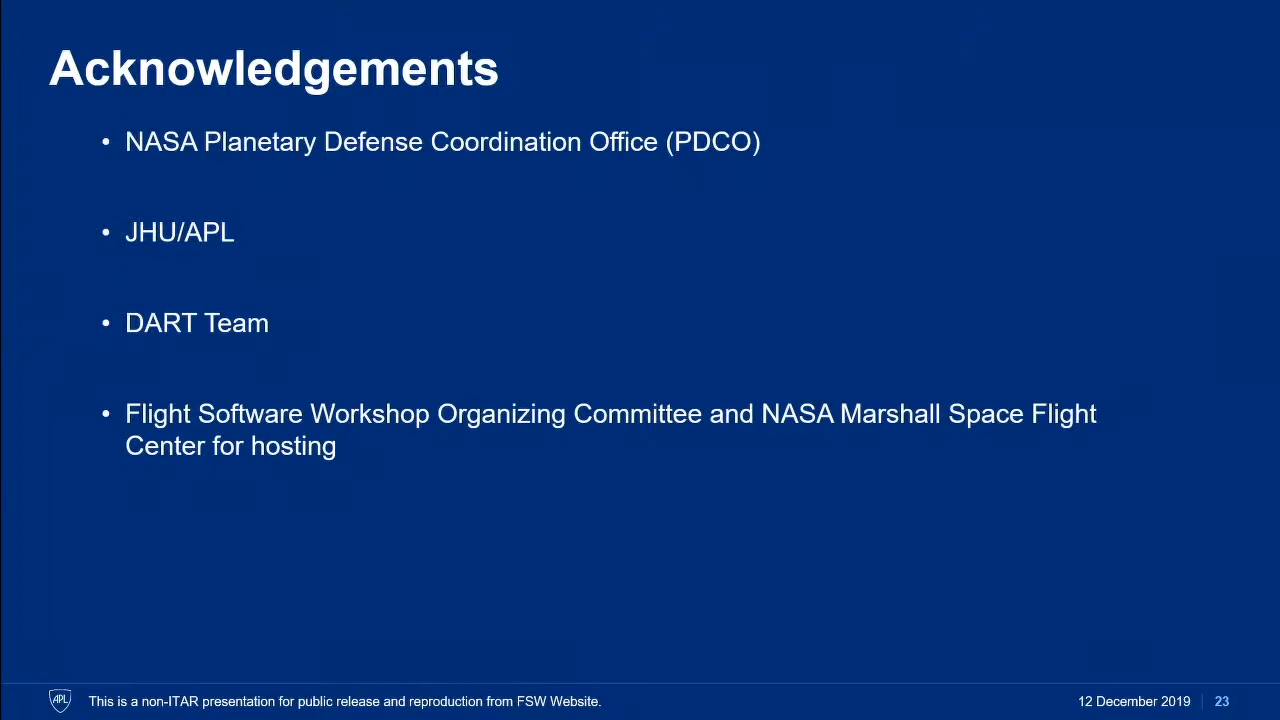 Acknowledgements
• NASA Planetary Defense Coordination Office (PDCO)
• JHU/APL
• DART Team
• Flight Software Workshop Organizing Committee and NASA Marshall Space Flight
Center for hosting
APL This is a non-ITAR presentation for public release and reproduction from FSW Website. 12 December 2019 23